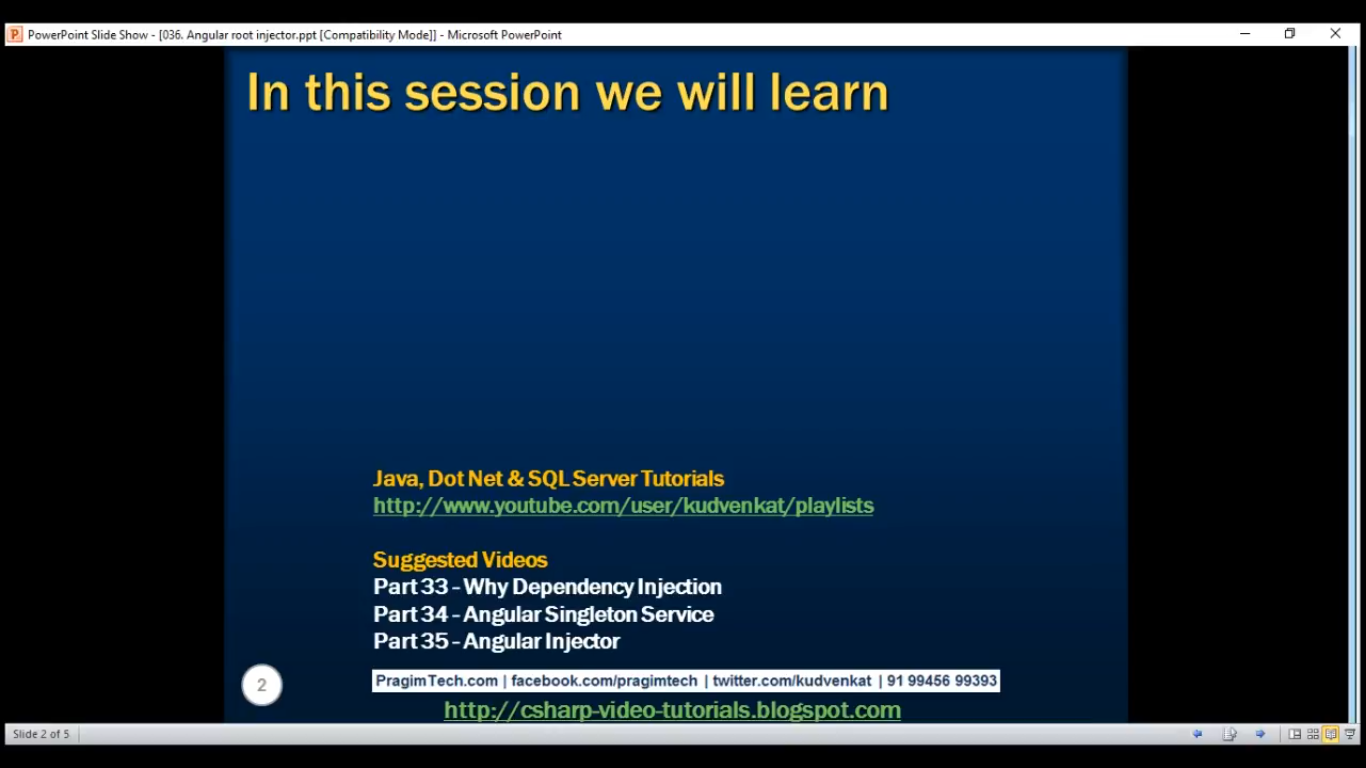 PowerPoint Slide Show - [036. Angular root injector.ppt [Compatibility Mode]] - Microsoft PowerPoint
In this session we will learn
Java, Dot Net & SQL Server Tutorials
http://www.youtube.com/user/kudvenkat/playlists
Suggested Videos
Part 33 - Why Dependency Injection
Part 34 - Angular Singleton Service
Part 35 - Angular Injector
2
PragimTech.com | facebook.com/pragimtech | twitter.com/kudvenkat | 91 99456 99393
http://csharp-video-tutorials.blogspot.com
Slide 2 of 5